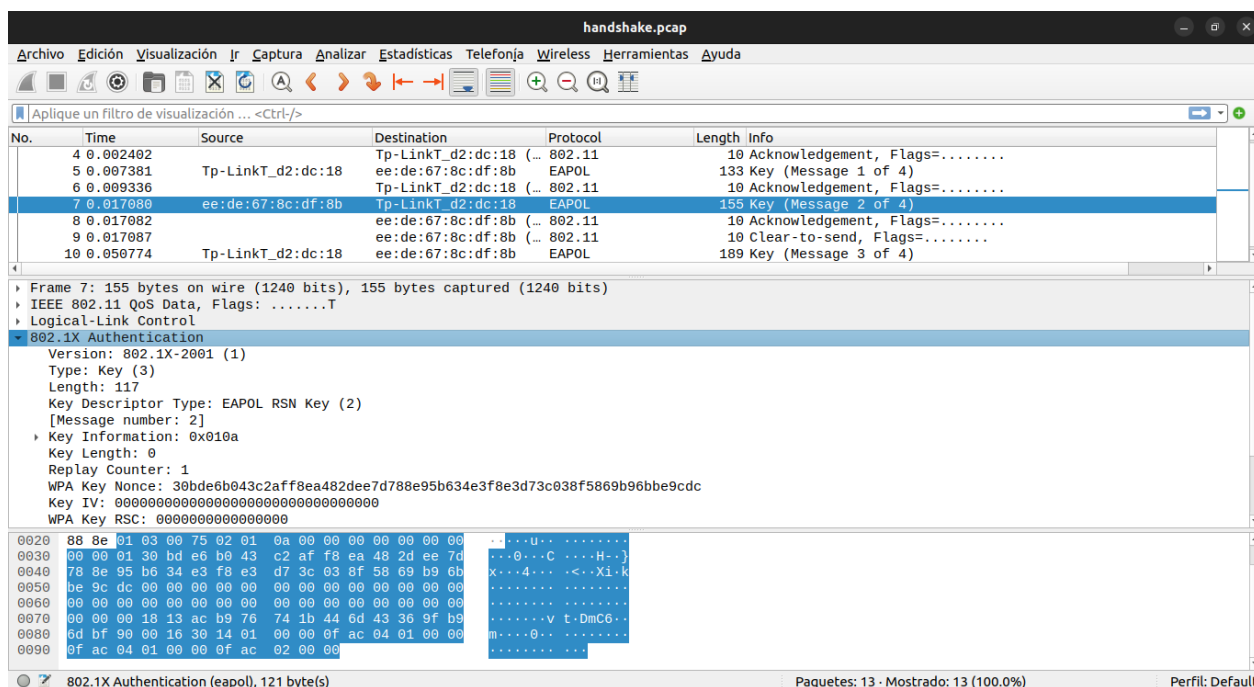 handshake.pcap
Archivo Edición Visualización Ir Captura Analizar Estadísticas Telefonía Wireless Herramientas Ayuda
Aplique un filtro de visualización … <Ctrl-/>
No. Time Source Destination Protocol Length Info
4 0.002402 Tp-LinkT_d2:dc:18 (… 802.11 10 Acknowledgement, Flags=........
5 0.007381 Tp-LinkT_d2:dc:18 ee:de:67:8c:df:8b EAPOL 133 Key (Message 1 of 4)
6 0.009336 Tp-LinkT_d2:dc:18 (… 802.11 10 Acknowledgement, Flags=........
7 0.017080 ee:de:67:8c:df:8b Tp-LinkT_d2:dc:18 EAPOL 155 Key (Message 2 of 4)
8 0.017082 ee:de:67:8c:df:8b (… 802.11 10 Acknowledgement, Flags=........
9 0.017087 ee:de:67:8c:df:8b (… 802.11 10 Clear-to-send, Flags=........
10 0.050774 Tp-LinkT_d2:dc:18 ee:de:67:8c:df:8b EAPOL 189 Key (Message 3 of 4)
Frame 7: 155 bytes on wire (1240 bits), 155 bytes captured (1240 bits)
IEEE 802.11 QoS Data, Flags: .......T
Logical-Link Control
802.1X Authentication
Version: 802.1X-2001 (1)
Type: Key (3)
Length: 117
Key Descriptor Type: EAPOL RSN Key (2)
[Message number: 2]
Key Information: 0x010a
Key Length: 0
Replay Counter: 1
WPA Key Nonce: 30bde6b043c2aff8ea482dee7d788e95b634e3f8e3d73c038f5869b96bbe9cdc
Key IV: 00000000000000000000000000000000
WPA Key RSC: 0000000000000000
0020 88 8e 01 03 00 75 02 01 0a 00 00 00 00 00 00 00 ·····u·· ········
0030 00 00 01 30 bd e6 b0 43 c2 af f8 ea 48 2d ee 7d ···0···C ····H-·}
0040 78 8e 95 b6 34 e3 f8 e3 d7 3c 03 8f 58 69 b9 6b x···4··· ·<··Xi·k
0050 be 9c dc 00 00 00 00 00 00 00 00 00 00 00 00 00 ········ ········
0060 00 00 00 00 00 00 00 00 00 00 00 00 00 00 00 00 ········ ········
0070 00 00 00 18 13 ac b9 76 74 1b 44 6d 43 36 9f b9 ·······v t·DmC6··
0080 6d bf 90 00 16 30 14 01 00 00 0f ac 04 01 00 00 m····0·· ········
0090 0f ac 04 01 00 00 0f ac 02 00 00 ········ ···
802.1X Authentication (eapol), 121 byte(s) Paquetes: 13 · Mostrado: 13 (100.0%) Perfil: Default